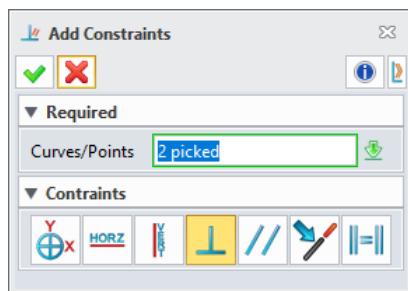 Add Constraints
Required
Curves/Points 2 picked
Contraints
Y X HORZ VERT